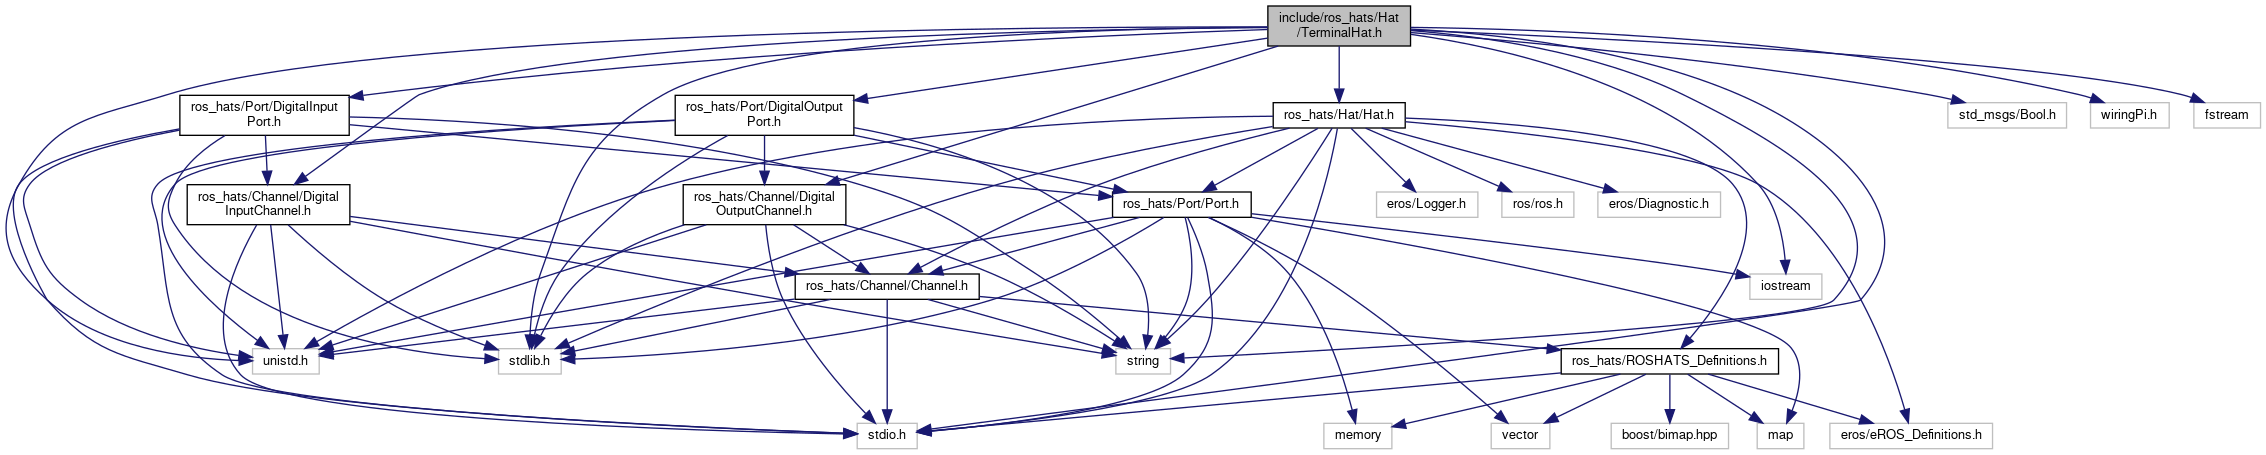 include/ros_hats/Hat
/TerminalHat.h
ros_hats/Port/DigitalInput
Port.h
ros_hats/Port/DigitalOutput
Port.h
ros_hats/Hat/Hat.h
std_msgs/Bool.h
wiringPi.h
fstream
ros_hats/Channel/Digital
InputChannel.h
ros_hats/Channel/Digital
OutputChannel.h
ros_hats/Port/Port.h
eros/Logger.h
ros/ros.h
eros/Diagnostic.h
ros_hats/Channel/Channel.h
iostream
unistd.h
stdlib.h
string
ros_hats/ROSHATS_Definitions.h
stdio.h
memory
vector
boost/bimap.hpp
map
eros/eROS_Definitions.h